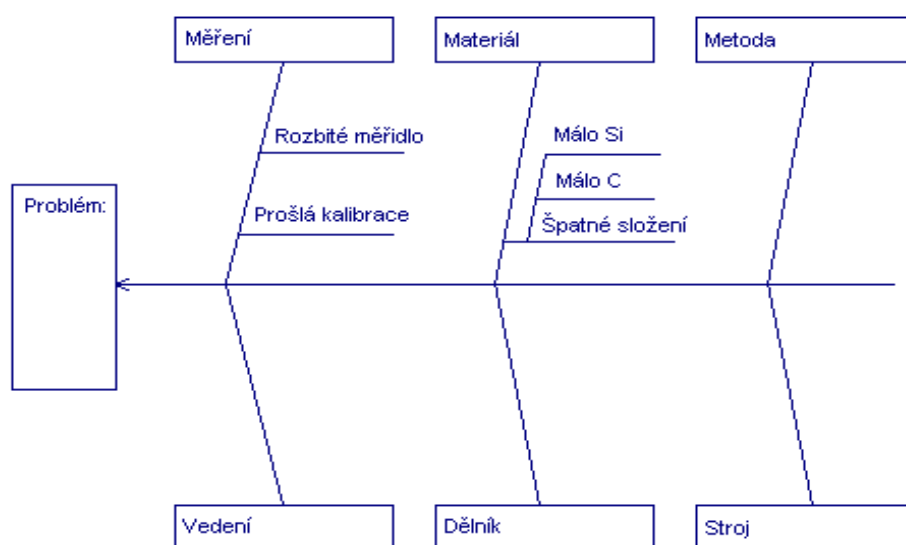 Měření
Materiál
Metoda
Rozbité měřidlo
Málo Si
Málo C
Problém:
Prošlá kalibrace
Špatné složení
Vedení
Dělník
Stroj